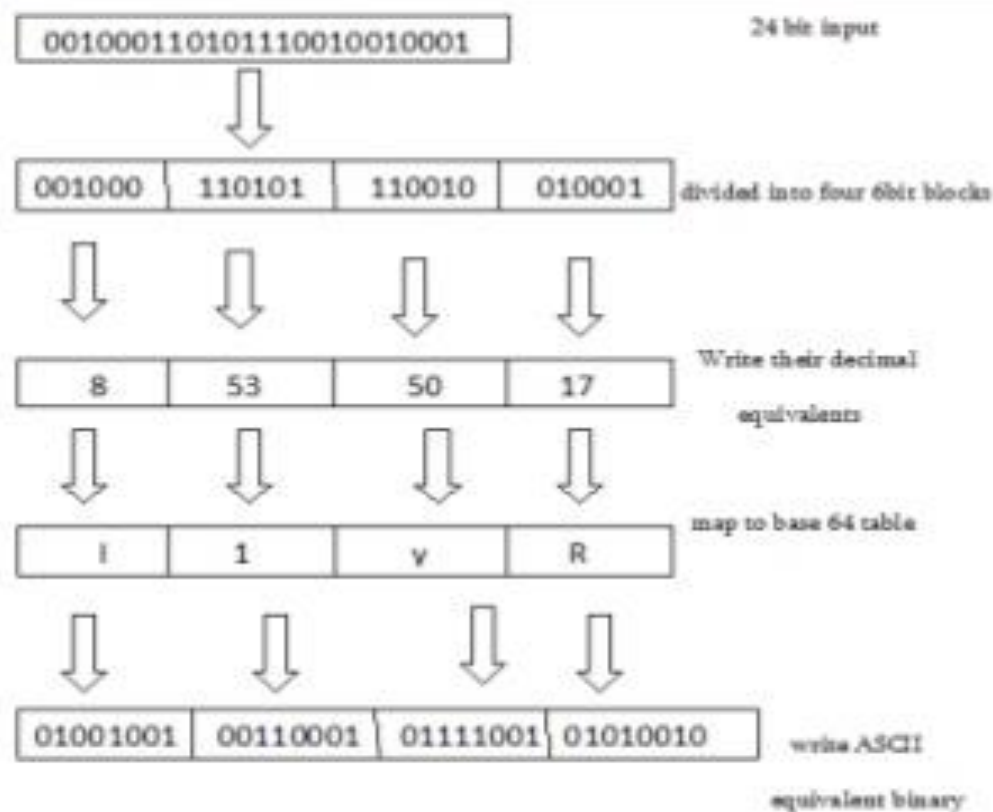 001000110101110010010001 24 bit input
001000 110101 110010 010001 divided into four 6bit blocks
8 53 50 17 Write their decimal
equivalents
I 1 y R map to base 64 table
01001001 00110001 01111001 01010010 write ASCII
equivalent binary